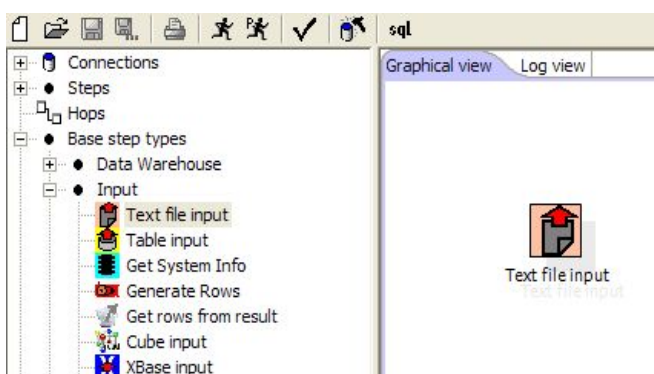 sql
Connections
Steps
Hops
Base step types
Data Warehouse
Input
Text file input
Table input
Get System Info
Generate Rows
Get rows from result
Cube input
XBase input
Graphical view Log view
Text file input
Text file input